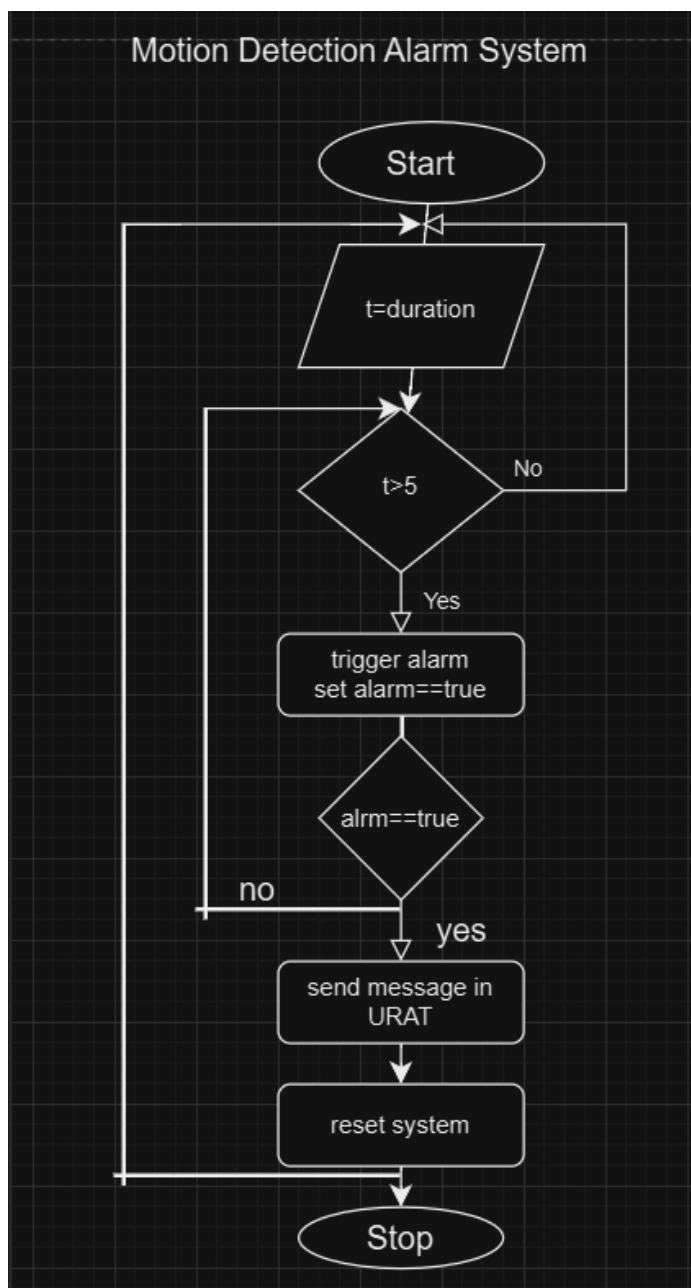 Motion Detection Alarm System
Start
t=duration
t>5
No
Yes
trigger alarm
set alarm==true
alrm==true
no
yes
send message in
URAT
reset system
Stop